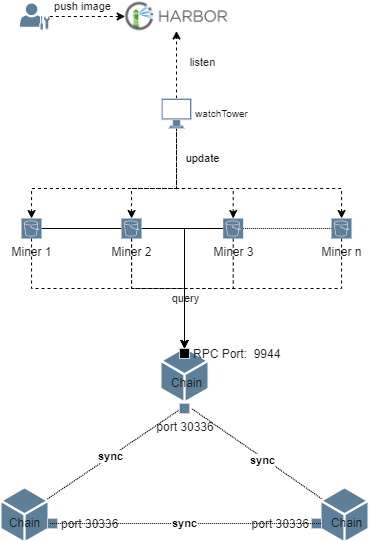 push image
HARBOR
listen
watchTower
update
Miner 1
Miner 2
Miner 3
Miner n
query
RPC Port: 9944
Chain
port 30336
sync
sync
Chain
port 30336
sync
port 30336
Chain